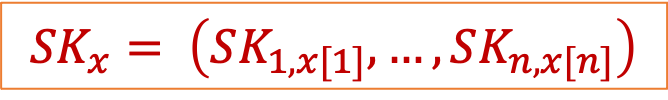 SK_x = (SK_{1,x[1]}, …, SK_{n,x[n]})